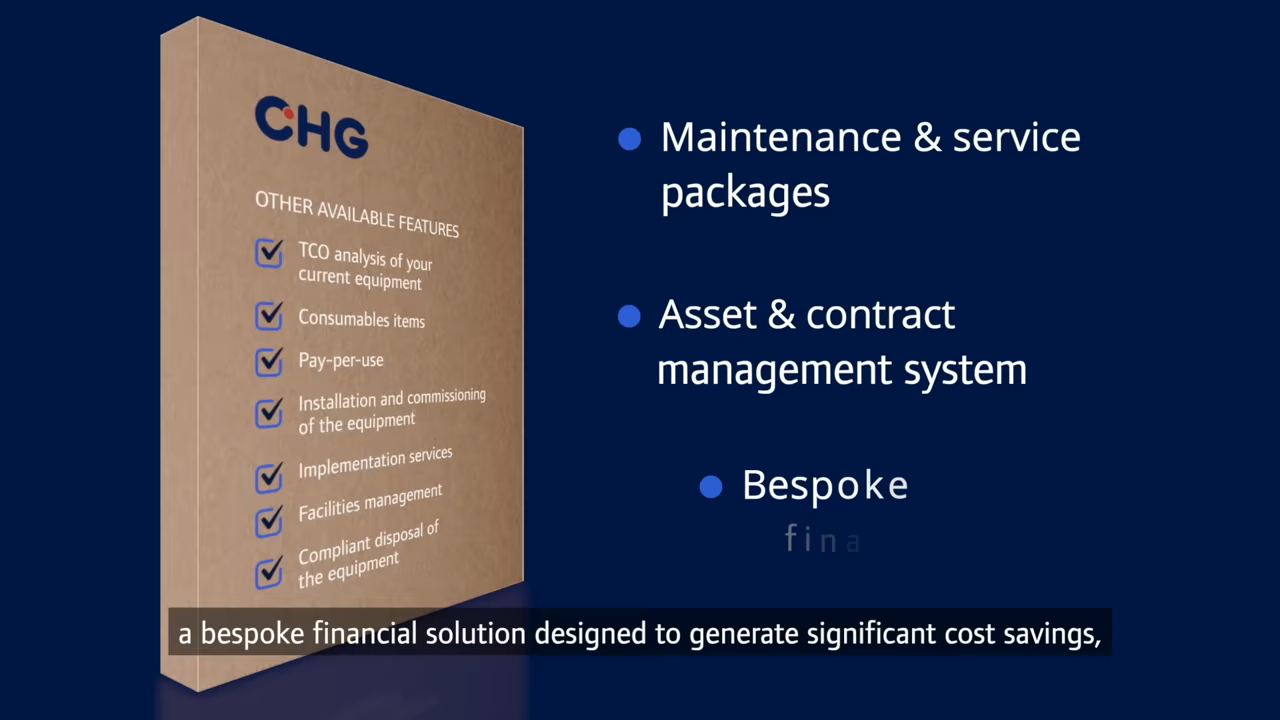 CHG
OTHER AVAILABLE FEATURES
TCO analysis of your
current equipment
Consumables items
Pay-per-use
Installation and commissioning
of the equipment
Implementation services
Facilities management
Compliant disposal of
the equipment
Maintenance & service
packages
Asset & contract
management system
Bespoke
fina
a bespoke financial solution designed to generate significant cost savings,